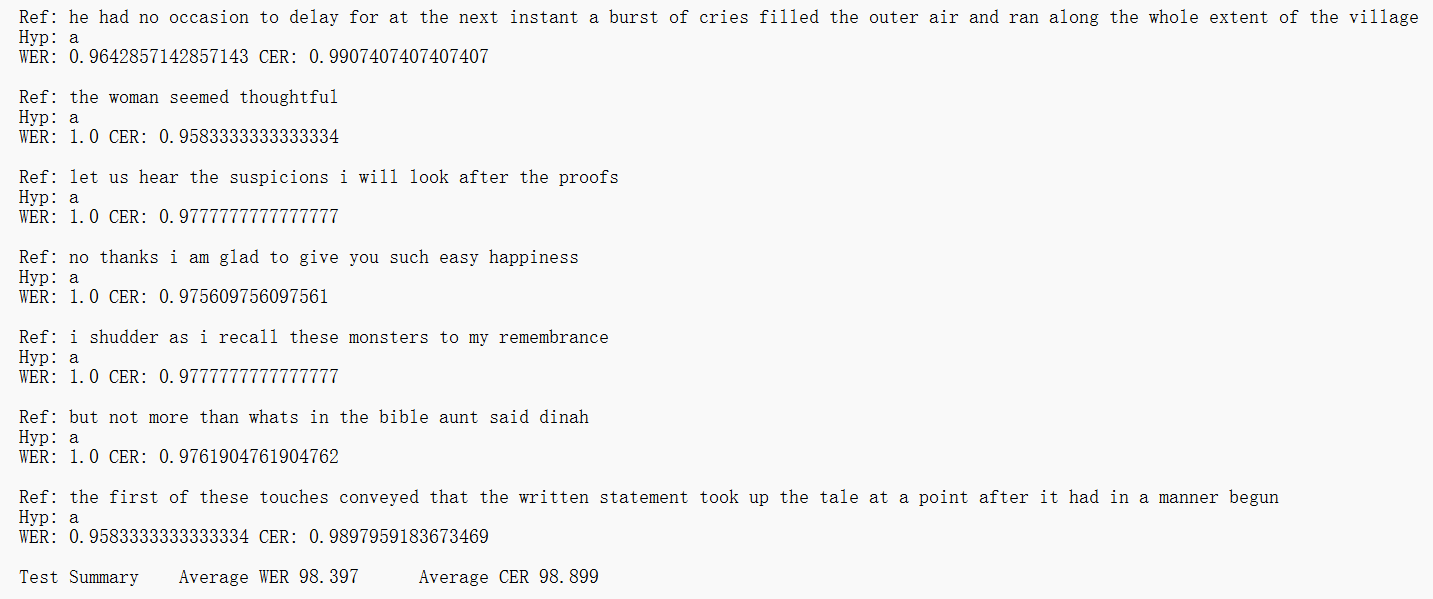 Ref: he had no occasion to delay for at the next instant a burst of cries filled the outer air and ran along the whole extent of the village
Hyp: a
WER: 0.9642857142857143 CER: 0.9907407407407407
Ref: the woman seemed thoughtful
Hyp: a
WER: 1.0 CER: 0.9583333333333334
Ref: let us hear the suspicions i will look after the proofs
Hyp: a
WER: 1.0 CER: 0.9777777777777777
Ref: no thanks i am glad to give you such easy happiness
Hyp: a
WER: 1.0 CER: 0.975609756097561
Ref: i shudder as i recall these monsters to my remembrance
Hyp: a
WER: 1.0 CER: 0.9777777777777777
Ref: but not more than whats in the bible aunt said dinah
Hyp: a
WER: 1.0 CER: 0.9761904761904762
Ref: the first of these touches conveyed that the written statement took up the tale at a point after it had in a manner begun
Hyp: a
WER: 0.9583333333333334 CER: 0.9897959183673469
Test Summary    Average WER 98.397      Average CER 98.899